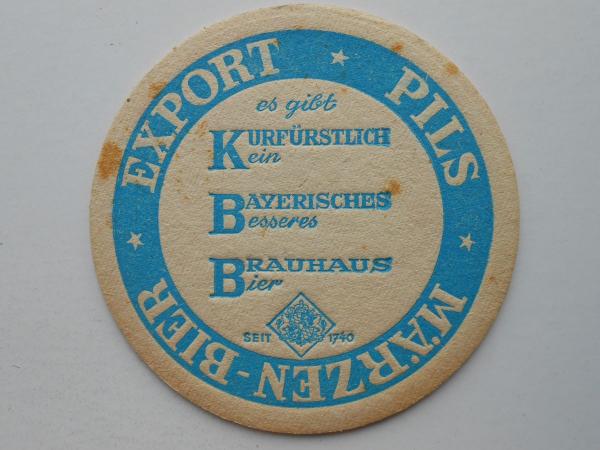 EXPORT ★ PILS ★ MÄRZEN-BIER ★
es gibt
KURFÜRSTLICH
Kein
BAYERISCHES
Besseres
BRAUHAUS
Bier
SEIT 1740